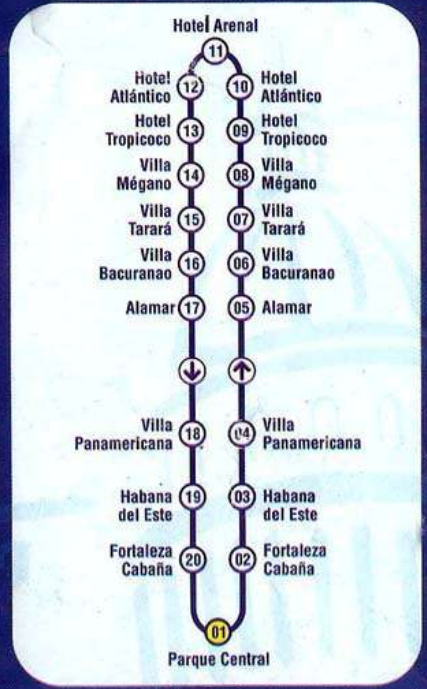 Hotel Arenal
11
Hotel
Atlántico
12
10
Hotel
Atlántico
Hotel
Tropicoco
13
09
Hotel
Tropicoco
Villa
Mégano
14
08
Villa
Mégano
Villa
Tarará
15
07
Villa
Tarará
Villa
Bacuranao
16
06
Villa
Bacuranao
Alamar
17
05
Alamar
Villa
Panamericana
18
04
Villa
Panamericana
Habana
del Este
19
03
Habana
del Este
Fortaleza
Cabaña
20
02
Fortaleza
Cabaña
01
Parque Central